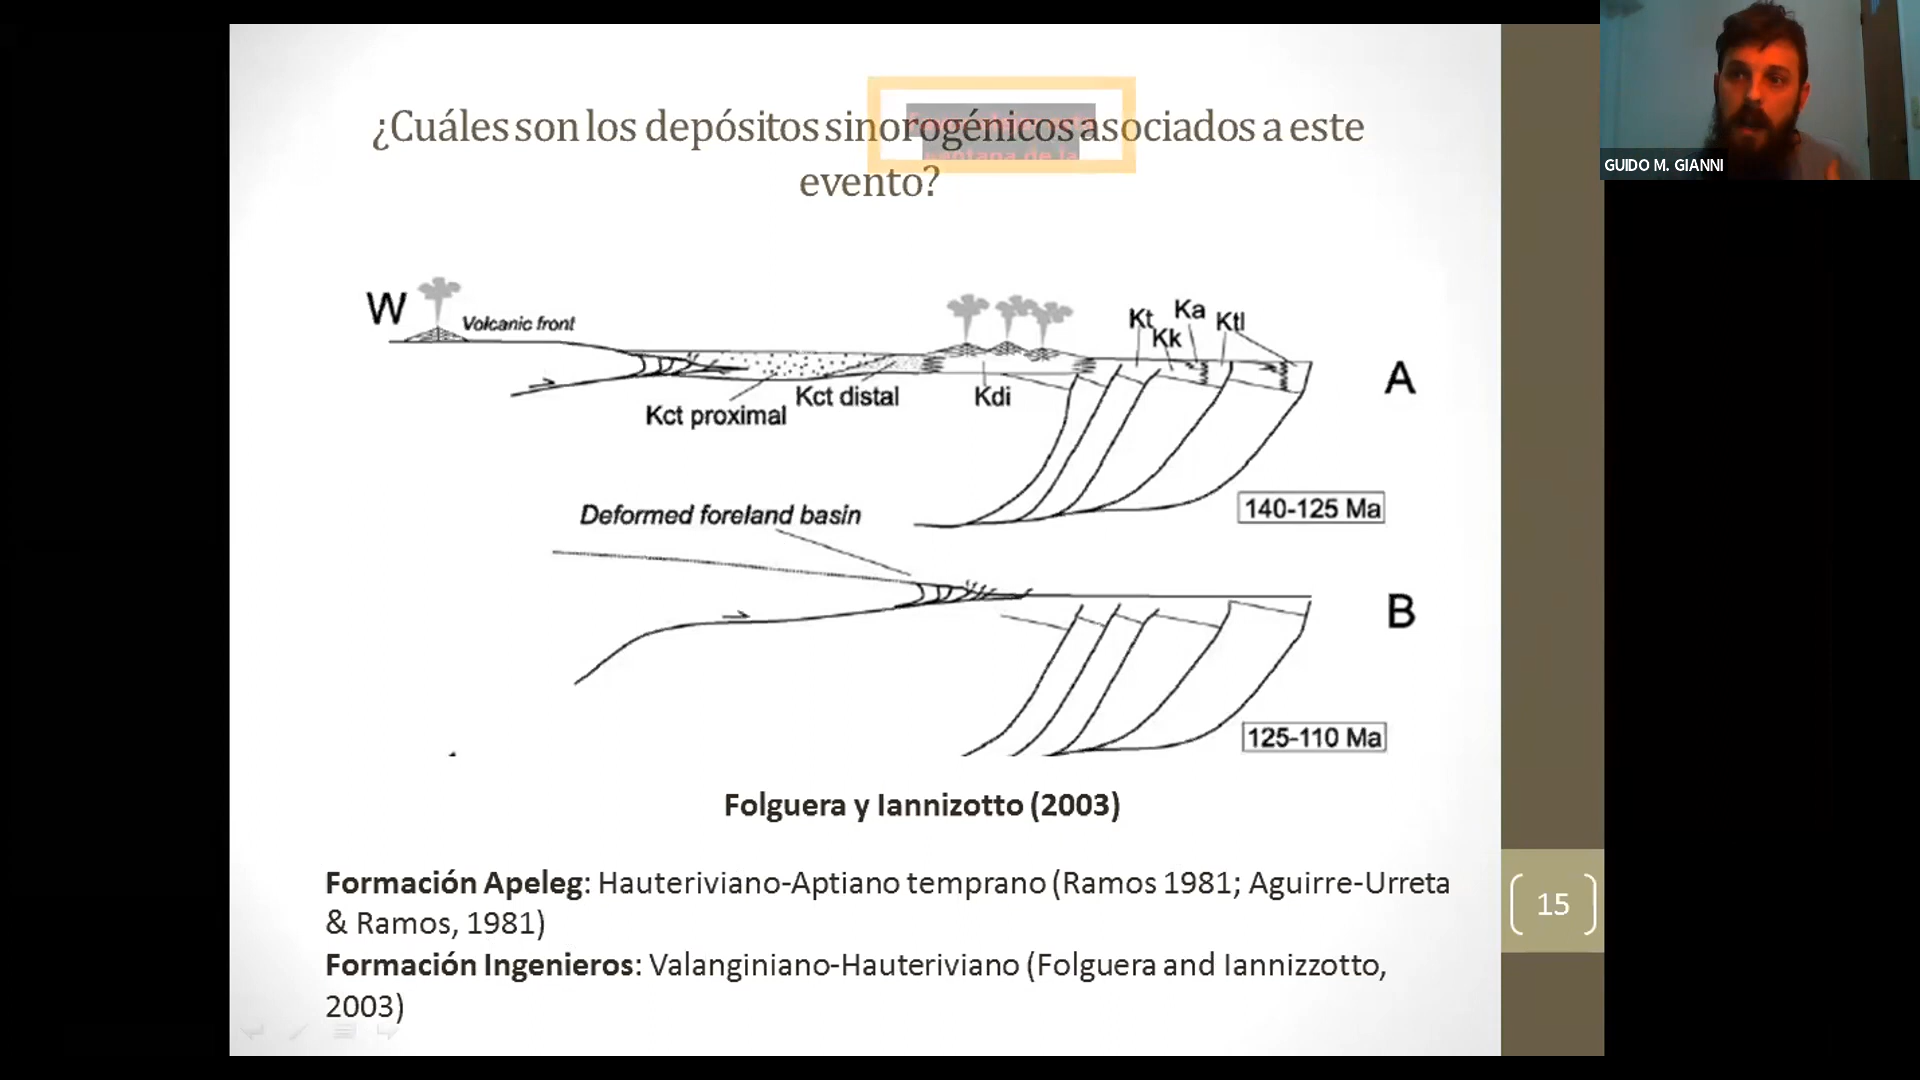 ¿Cuáles son los depósitos sinorogénicos asociados a este
evento?
GUIDO M. GIANNI
W
Volcanic front
Kt
Ka
Kk
Ktl
A
Kct proximal
Kct distal
Kdi
140-125 Ma
Deformed foreland basin
B
125-110 Ma
Folguera y Iannizotto (2003)
Formación Apeleg: Hauteriviano-Aptiano temprano (Ramos 1981; Aguirre-Urreta
& Ramos, 1981)
Formación Ingenieros: Valanginiano-Hauteriviano (Folguera and Iannizzotto,
2003)
15